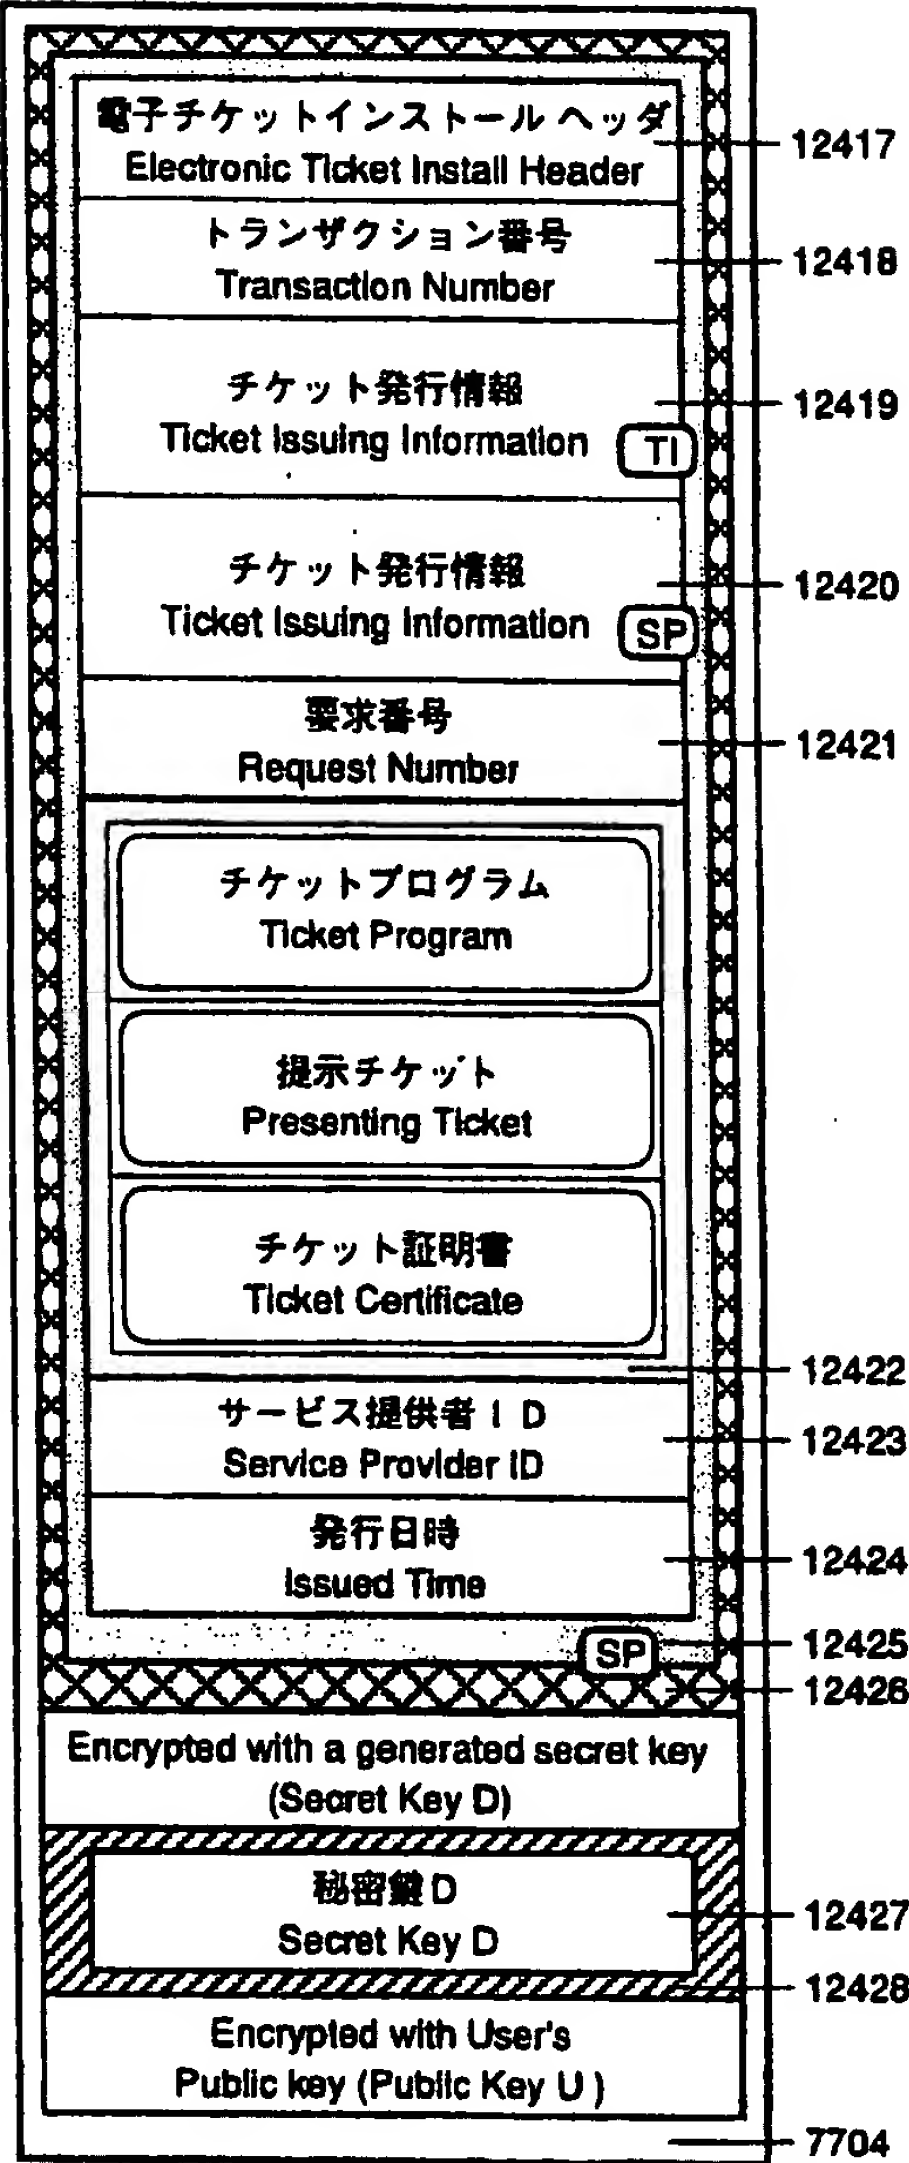 電子チケットインストール ヘッダ
Electronic Ticket Install Header
12417
トランザクション番号
Transaction Number
12418
チケット発行情報
Ticket Issuing Information
TI
12419
チケット発行情報
Ticket Issuing Information
SP
12420
要求番号
Request Number
12421
チケットプログラム
Ticket Program
提示チケット
Presenting Ticket
チケット証明書
Ticket Certificate
12422
サービス提供者 I D
Service Provider ID
12423
発行日時
Issued Time
12424
SP
12425
12426
Encrypted with a generated secret key
(Secret Key D)
秘密鍵D
Secret Key D
12427
12428
Encrypted with User's
Public key (Public Key U )
7704